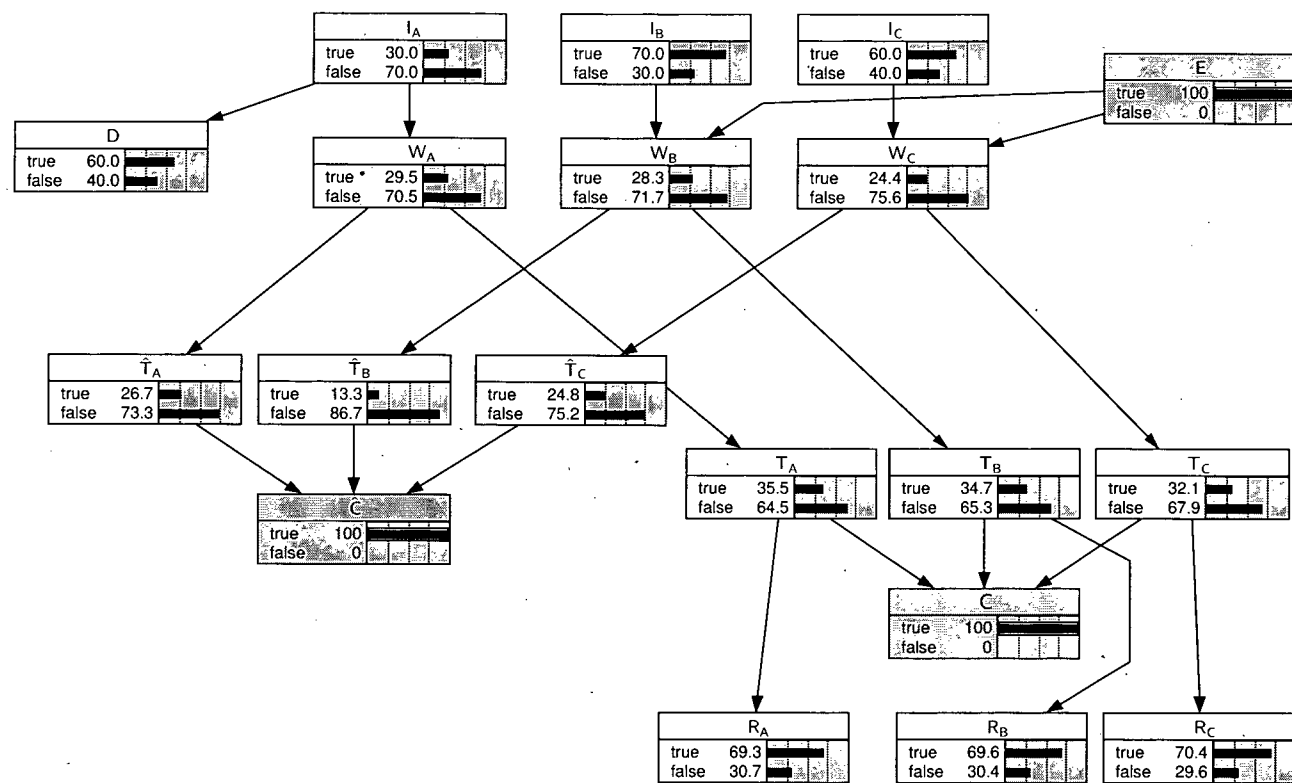 I_A
true 30.0
false 70.0
I_B
true 70.0
false 30.0
I_C
true 60.0
false 40.0
E
true 100
false 0
D
true 60.0
false 40.0
W_A
true 29.5
false 70.5
W_B
true 28.3
false 71.7
W_C
true 24.4
false 75.6
T̂_A
true 26.7
false 73.3
T̂_B
true 13.3
false 86.7
T̂_C
true 24.8
false 75.2
T_A
true 35.5
false 64.5
T_B
true 34.7
false 65.3
T_C
true 32.1
false 67.9
Ĉ
true 100
false 0
C
true 100
false 0
R_A
true 69.3
false 30.7
R_B
true 69.6
false 30.4
R_C
true 70.4
false 29.6